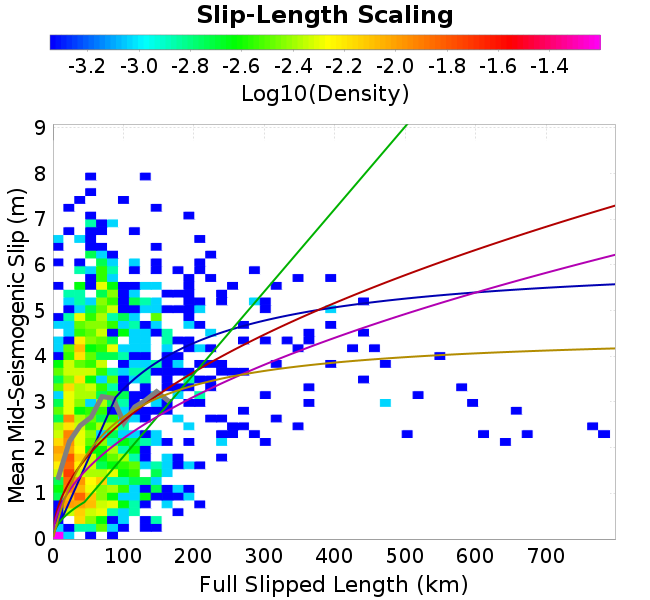 Slip-Length Scaling
-3.2 -3.0 -2.8 -2.6 -2.4 -2.2 -2.0 -1.8 -1.6 -1.4
Log10(Density)
Mean Mid-Seismogenic Slip (m)
9
8
7
6
5
4
3
2
1
0
0 100 200 300 400 500 600 700
Full Slipped Length (km)